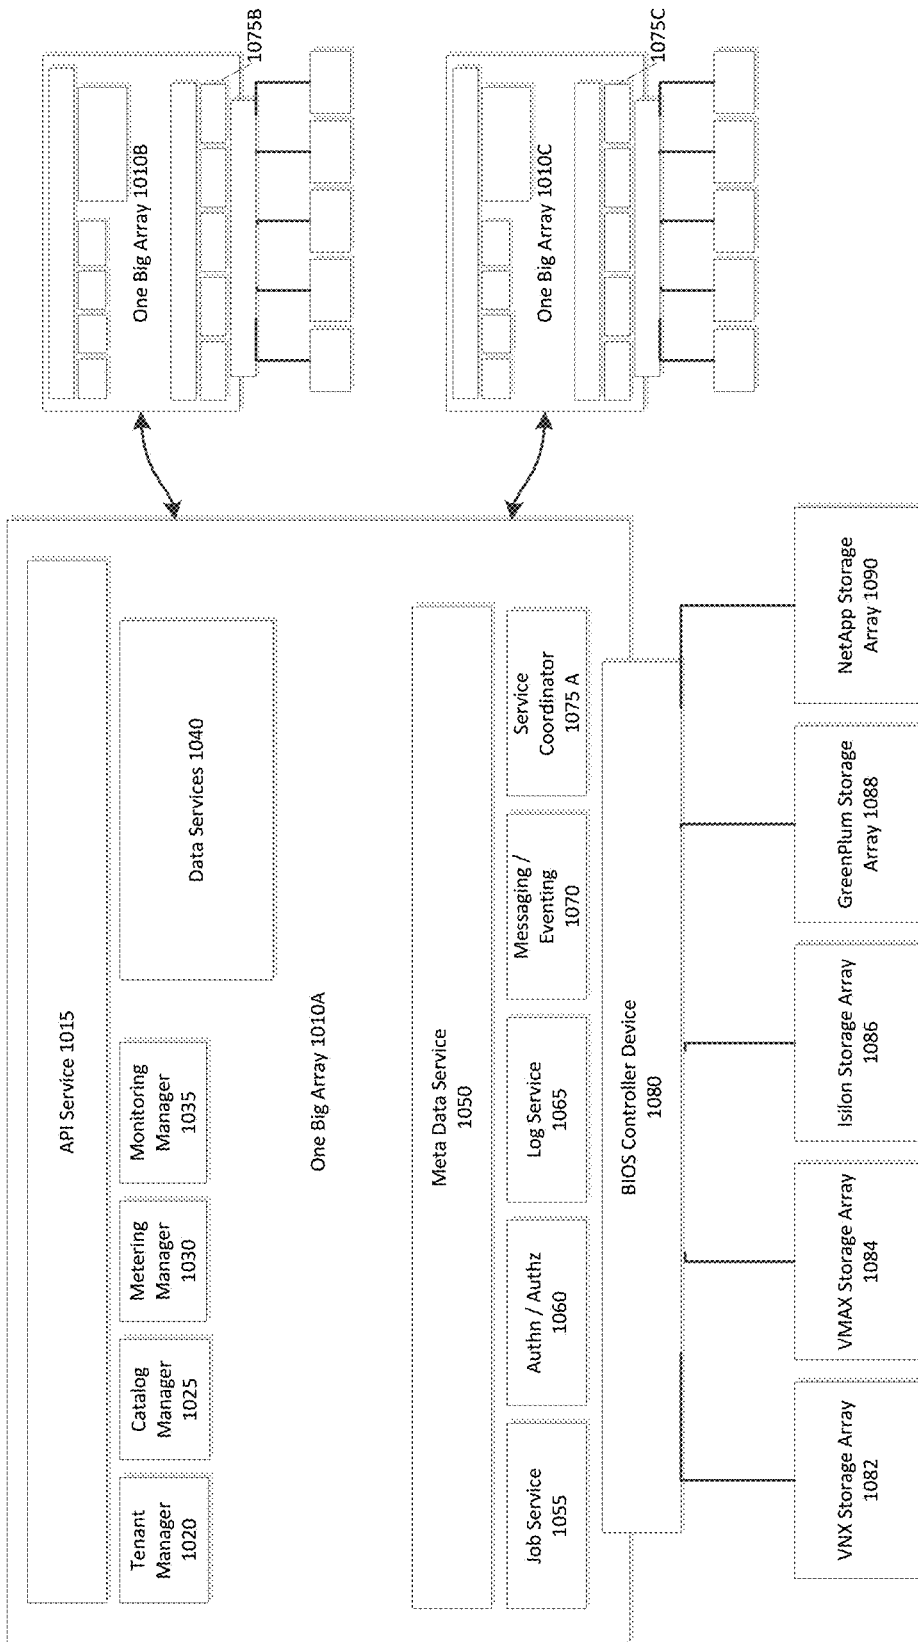 API Service 1015
Tenant
Manager
1020
Catalog
Manager
1025
Metering
Manager
1030
Monitoring
Manager
1035
Data Services 1040
One Big Array 1010A
Meta Data Service
1050
Job Service
1055
Authn / Authz
1060
Log Service
1065
Messaging /
Eventing
1070
Service
Coordinator
1075 A
BIOS Controller Device
1080
VNX Storage Array
1082
VMAX Storage Array
1084
Isilon Storage Array
1086
GreenPlum Storage
Array 1088
NetApp Storage
Array 1090
One Big Array 1010B
1075B
One Big Array 1010C
1075C